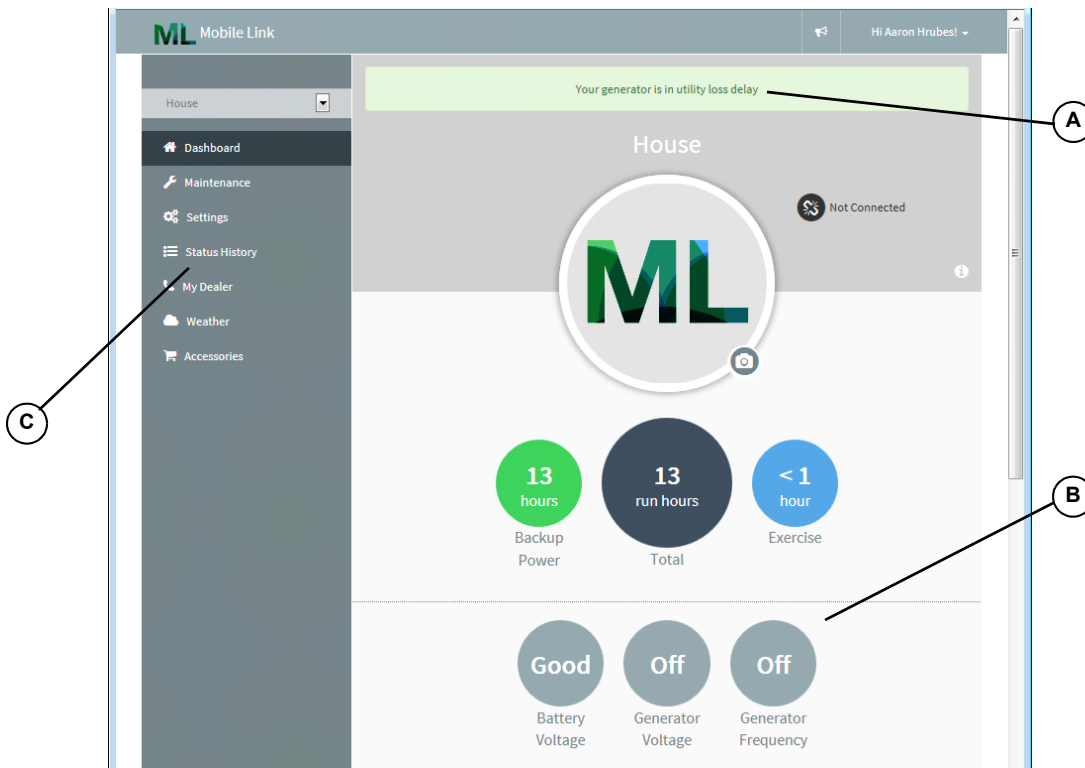 ML Mobile Link
Hi Aaron Hrubes!
House
Dashboard
Maintenance
Settings
Status History
My Dealer
Weather
Accessories
Your generator is in utility loss delay
House
Not Connected
ML
13
hours
Backup
Power
13
run hours
Total
< 1
hour
Exercise
Good
Battery
Voltage
Off
Generator
Voltage
Off
Generator
Frequency
A
B
C